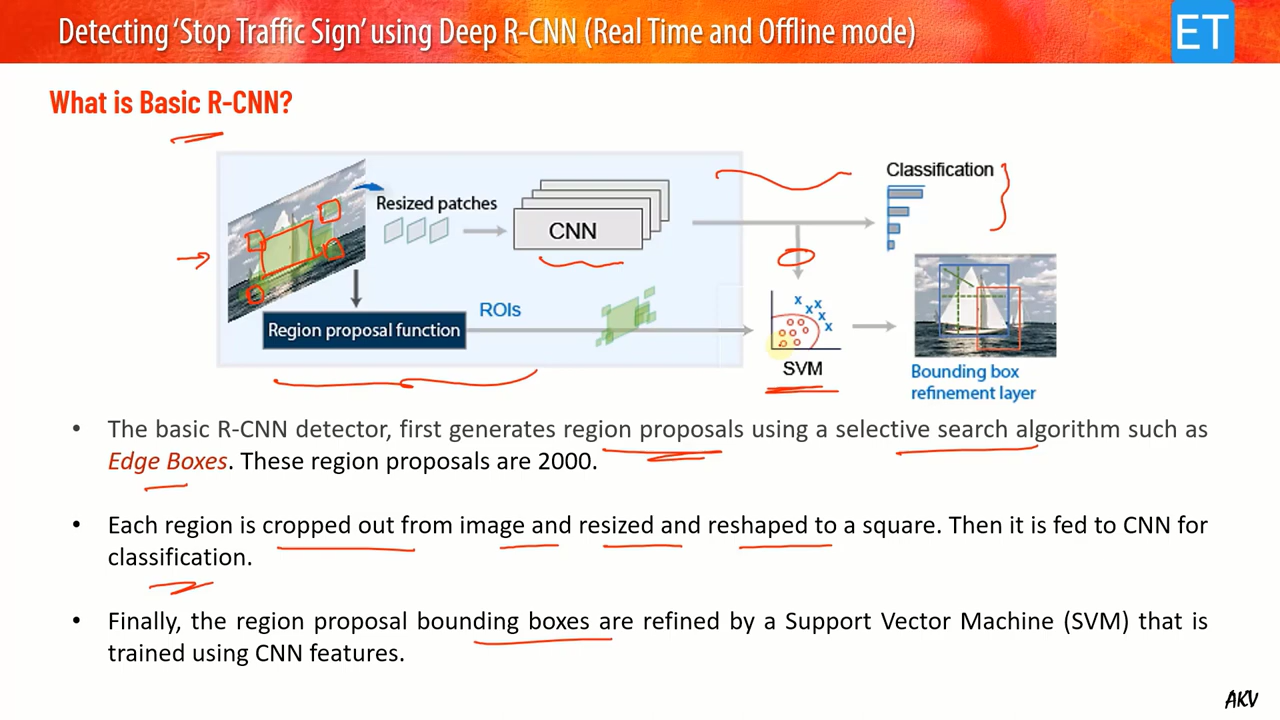 Detecting ‘Stop Traffic Sign’ using Deep R-CNN (Real Time and Offline mode)
ET
What is Basic R-CNN?
Resized patches
CNN
Classification
Region proposal function
ROIs
SVM
Bounding box
refinement layer
• The basic R-CNN detector, first generates region proposals using a selective search algorithm such as
Edge Boxes. These region proposals are 2000.
• Each region is cropped out from image and resized and reshaped to a square. Then it is fed to CNN for
classification.
• Finally, the region proposal bounding boxes are refined by a Support Vector Machine (SVM) that is
trained using CNN features.
AKV